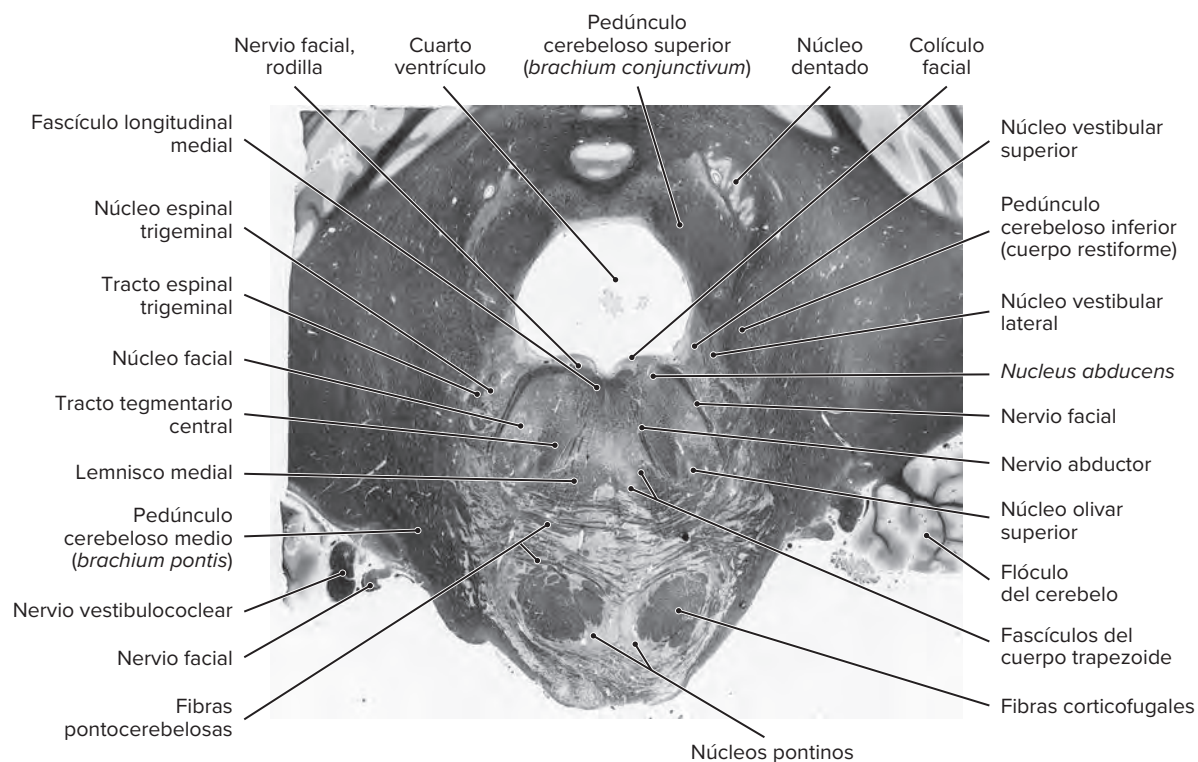 Nervio facial,
rodilla
Cuarto
ventrículo
Pedúnculo
cerebeloso superior
(brachium conjunctivum)
Núcleo
dentado
Colículo
facial
Fascículo longitudinal
medial
Núcleo espinal
trigeminal
Tracto espinal
trigeminal
Núcleo facial
Tracto tegmentario
central
Lemnisco medial
Pedúnculo
cerebeloso medio
(brachium pontis)
Nervio vestibulococlear
Nervio facial
Fibras
pontocerebelosas
Núcleo vestibular
superior
Pedúnculo
cerebeloso inferior
(cuerpo restiforme)
Núcleo vestibular
lateral
Nucleus abducens
Nervio facial
Nervio abductor
Núcleo olivar
superior
Flóculo
del cerebelo
Fascículos del
cuerpo trapezoide
Fibras corticofugales
Núcleos pontinos